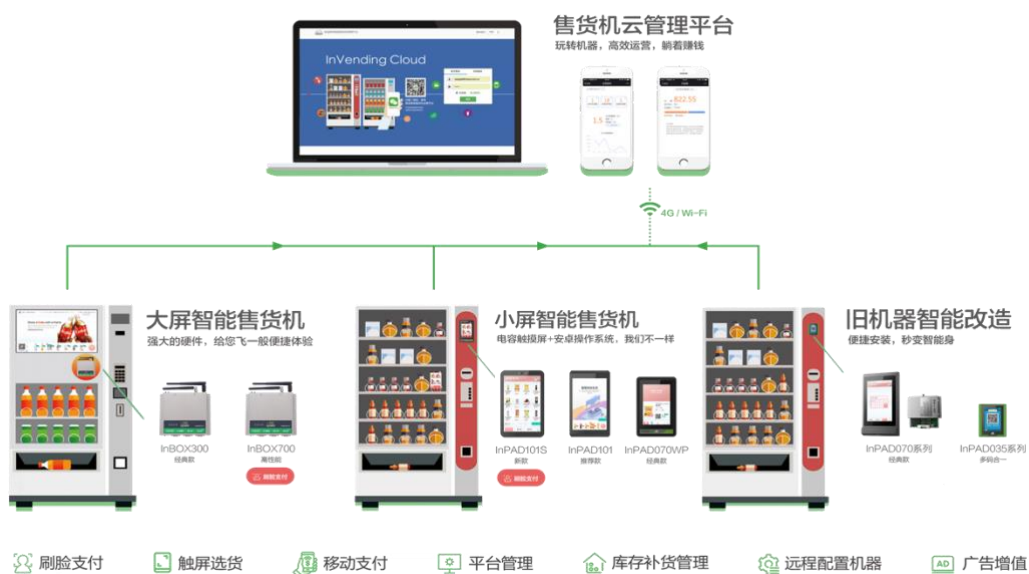 售货机云管理平台
玩转机器，高效运营，躺着赚钱
InVending Cloud
1.5
822.55
4G / Wi-Fi
大屏智能售货机
强大的硬件，给您飞一般便捷体验
InBOX300
经典款
InBOX700
高性能
刷脸支付
小屏智能售货机
电容触摸屏+安卓操作系统，我们不一样
InPAD101S
新款
刷脸支付
InPAD101
推荐款
InPAD070WP
经典款
旧机器智能改造
便捷安装，秒变智能身
InPAD070系列
经典款
InPAD035系列
多码合一
刷脸支付
触屏选货
移动支付
平台管理
库存补货管理
远程配置机器
AD
广告增值